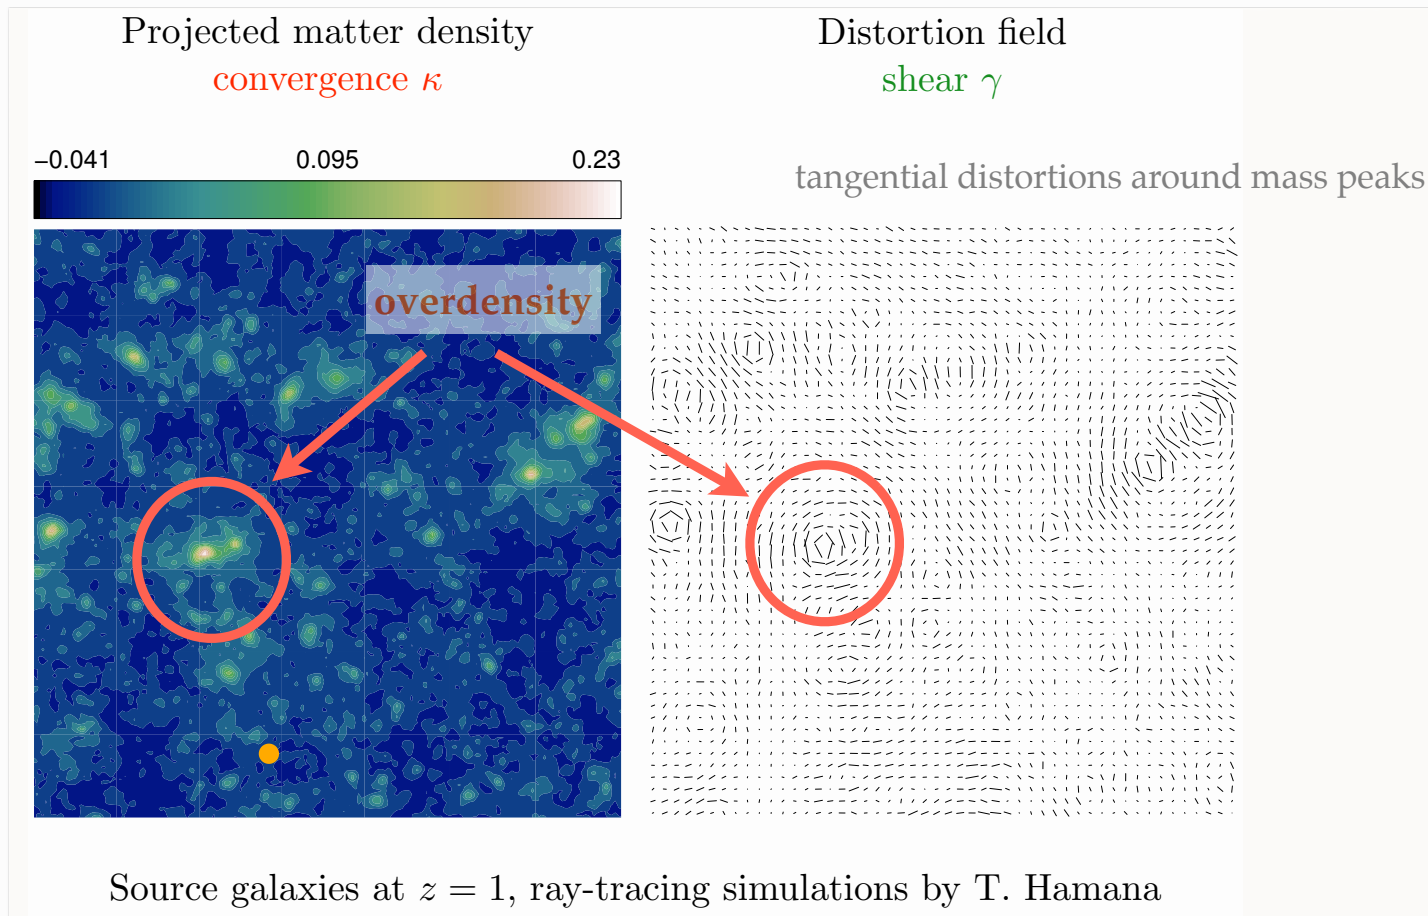 Projected matter density
convergence κ
Distortion field
shear γ
−0.041 0.095 0.23
tangential distortions around mass peaks
overdensity
Source galaxies at z = 1, ray-tracing simulations by T. Hamana